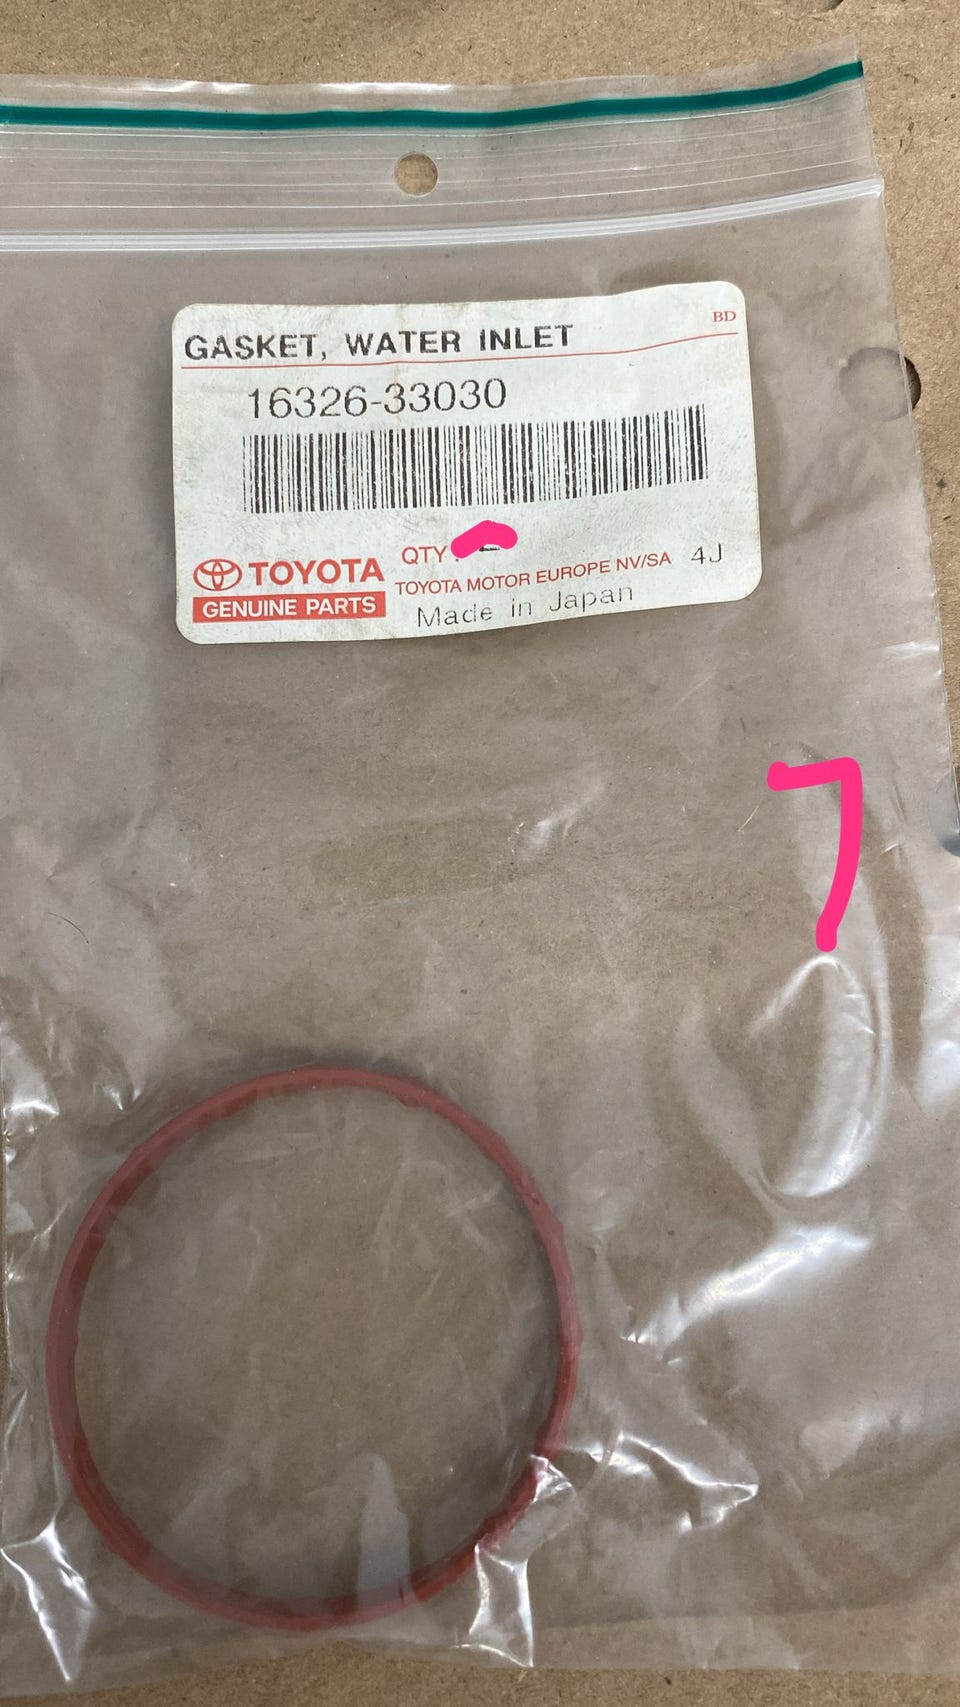 BD
GASKET, WATER INLET
16326-33030
QTY
TOYOTA
GENUINE PARTS
TOYOTA MOTOR EUROPE NV/SA 4J
Made in Japan
7